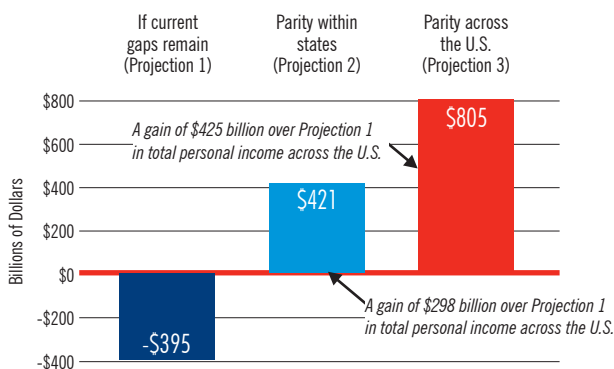 If current
gaps remain
(Projection 1)
Parity within
states
(Projection 2)
Parity across
the U.S.
(Projection 3)
Billions of Dollars
$800
$600
$400
$200
$0
-$200
-$400
A gain of $425 billion over Projection 1
in total personal income across the U.S.
$805
$421
-$395
A gain of $298 billion over Projection 1
in total personal income across the U.S.